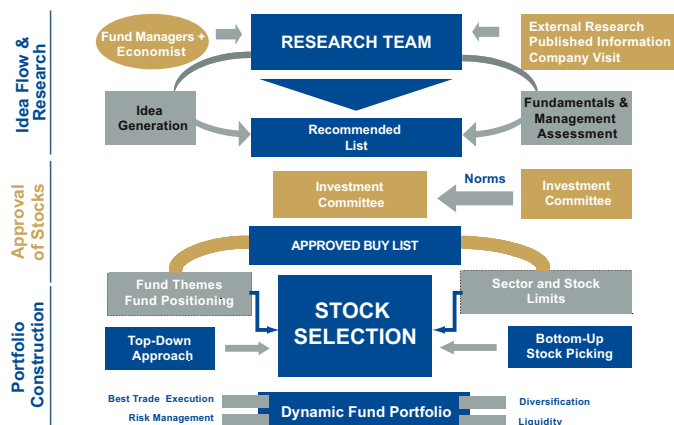 Idea Flow &
Research
Fund Managers +
Economist
RESEARCH TEAM
External Research
Published Information
Company Visit
Idea
Generation
Recommended
List
Fundamentals &
Management
Assessment
Approval
of Stocks
Investment
Committee
Norms
Investment
Committee
APPROVED BUY LIST
Fund Themes
Fund Positioning
Sector and Stock
Limits
Portfolio
Construction
STOCK
SELECTION
Top-Down
Approach
Bottom-Up
Stock Picking
Best Trade Execution
Risk Management
Dynamic Fund Portfolio
Diversification
Liquidity